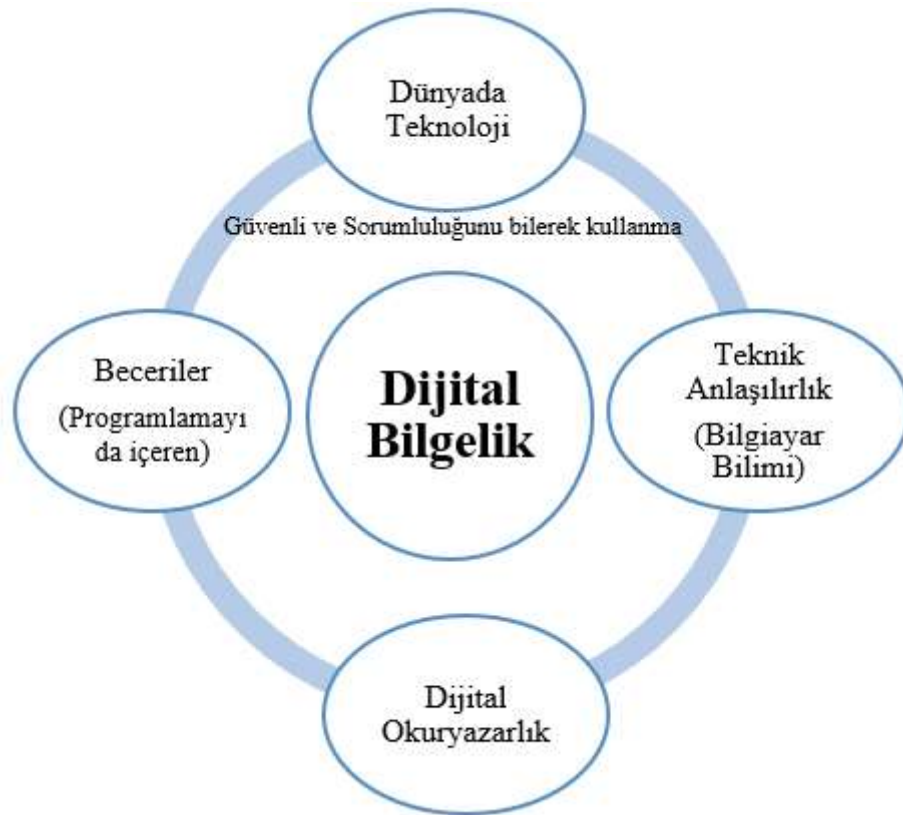 Dünyada
Teknoloji
Güvenli ve Sorumluluğunu bilerek kullanma
Beceriler
(Programlamayı
da içeren)
Dijital
Bilgelik
Teknik
Anlaşılırlık
(Bilgiayar
Bilimi)
Dijital
Okuryazarlık